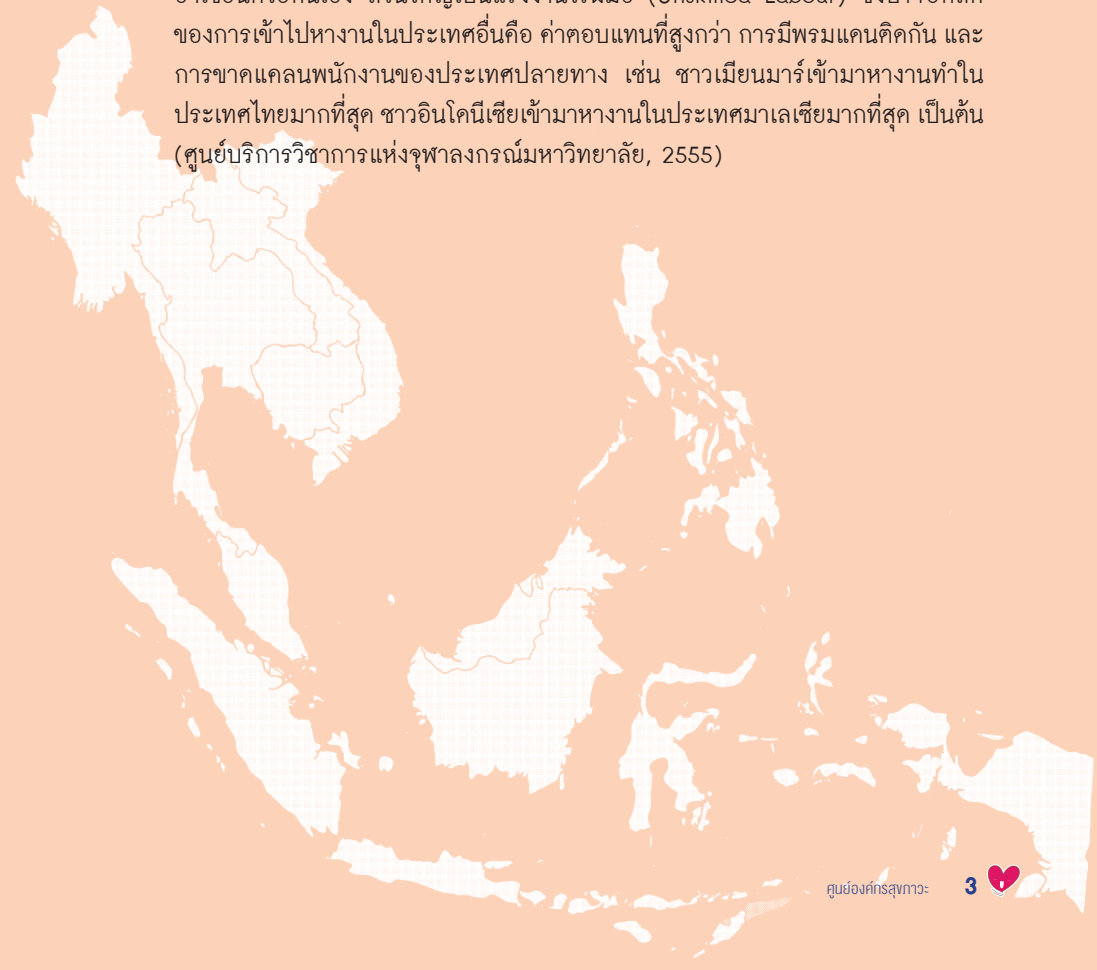 (Unskilled Labour)
ของการเข้าไปหางานในประเทศอื่นคือ ค่าตอบแทนที่สูงกว่า การมีพรมแดนติดกัน และ
การขาดแคลนพนักงานของประเทศปลายทาง เช่น ชาวเมียนมาร์เข้ามาหางานทำใน
ประเทศไทยมากที่สุด ชาวอินโดนีเซียเข้ามาหางานในประเทศมาเลเซียมากที่สุด เป็นต้น
(ศูนย์บริการวิชาการแห่งจุฬาลงกรณ์มหาวิทยาลัย, 2555)
ศูนย์องค์กรสุขภาวะ 3